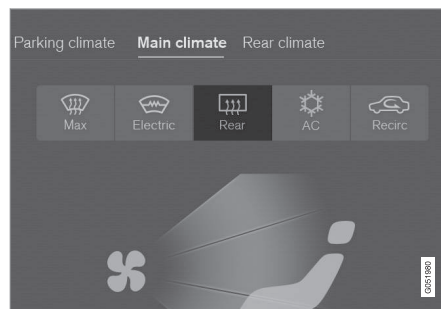 Parking climate Main climate Rear climate
Max Electric Rear AC Recirc
G051980